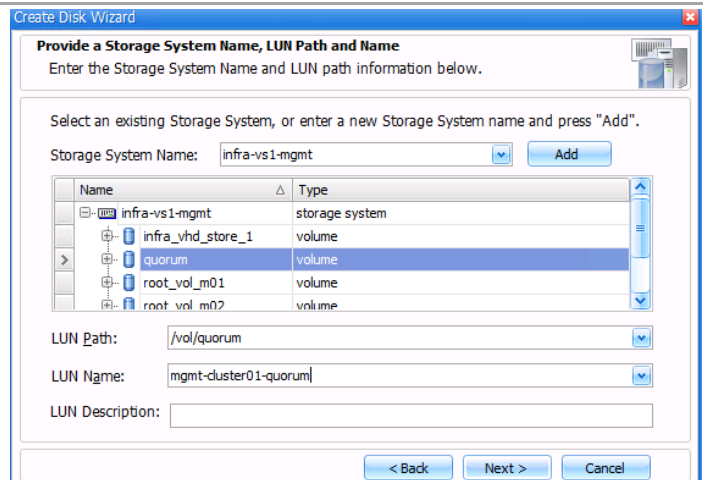 Create Disk Wizard
Provide a Storage System Name, LUN Path and Name
Enter the Storage System Name and LUN path information below.
Select an existing Storage System, or enter a new Storage System name and press "Add".
Storage System Name: infra-vs1-mgmt Add
Name Type
infra-vs1-mgmt storage system
infra_vhd_store_1 volume
quorum volume
root_vol_m01 volume
root_vol_m02 volume
LUN Path: /vol/quorum
LUN Name: mgmt-cluster01-quorum
LUN Description:
< Back Next > Cancel